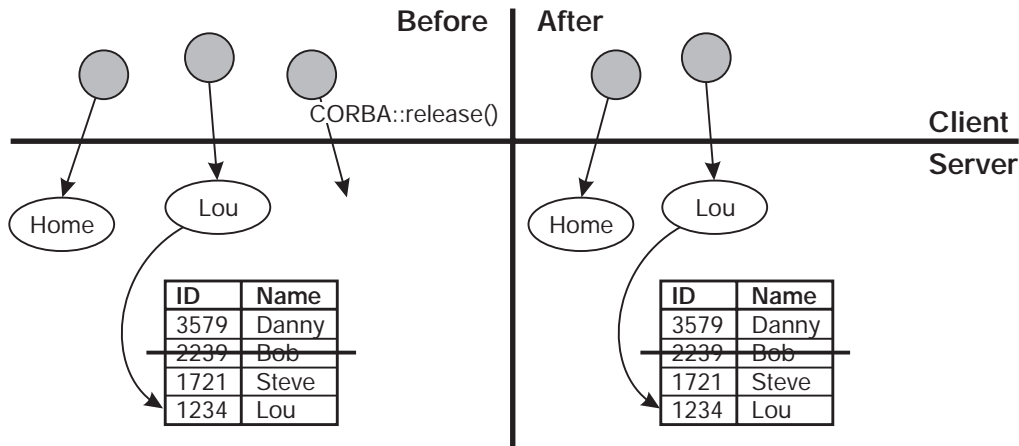 Before
After
CORBA::release()
Client
Server
Home
Lou
Home
Lou
ID Name
3579 Danny
2239 Bob
1721 Steve
1234 Lou
ID Name
3579 Danny
2239 Bob
1721 Steve
1234 Lou